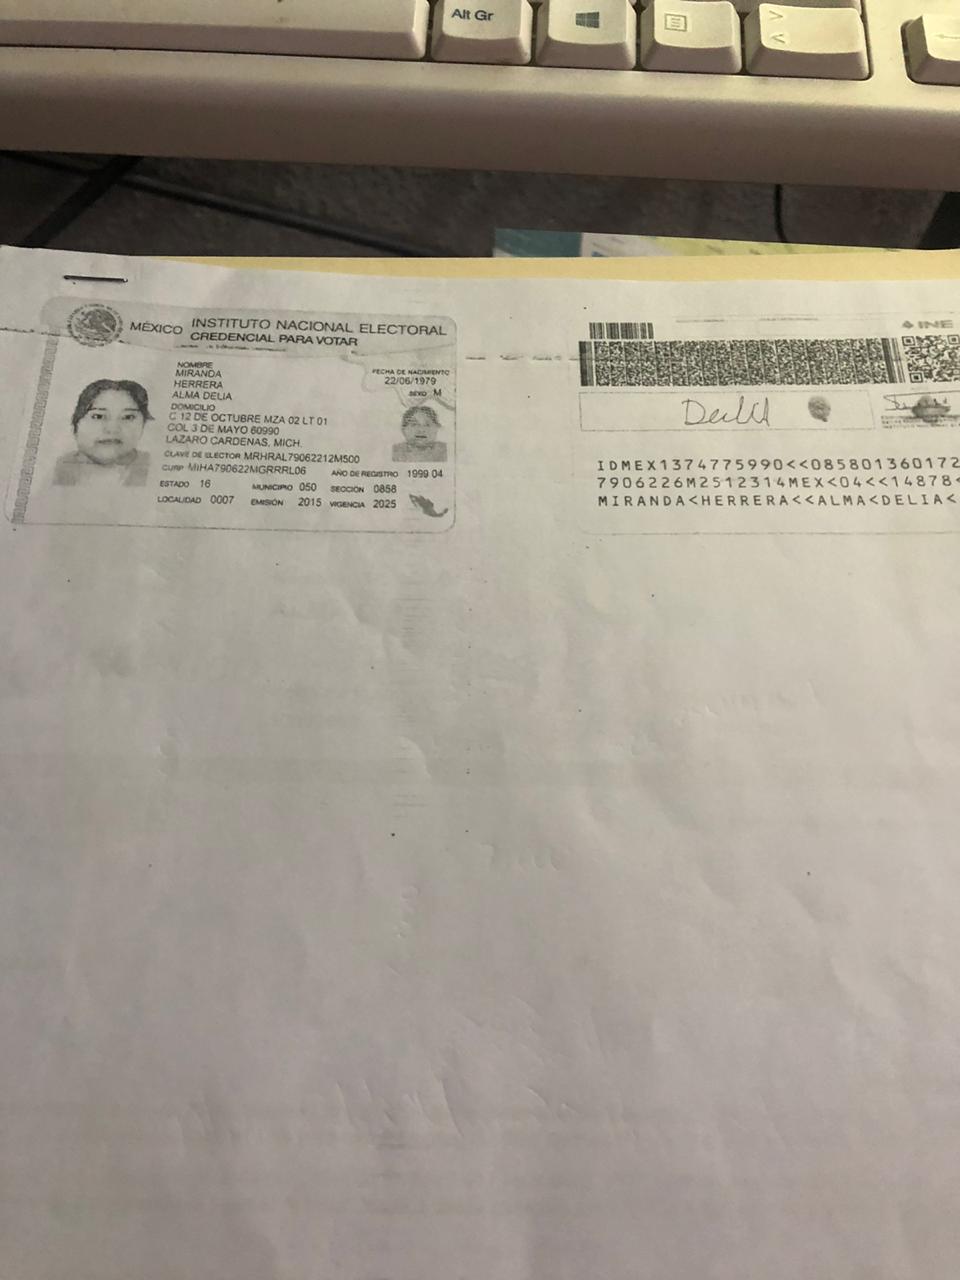 Alt Gr
>
<
MÉXICO INSTITUTO NACIONAL ELECTORAL
CREDENCIAL PARA VOTAR
NOMBRE
MIRANDA
HERRERA
ALMA DELIA
FECHA DE NACIMIENTO
22/06/1979
SEXO M
DOMICILIO
C 12 DE OCTUBRE MZA 02 LT 01
COL 3 DE MAYO 60990
LAZARO CARDENAS, MICH.
CLAVE DE ELECTOR MRHRAL79062212M500
CURP MIHA790622MGRRRL06 AÑO DE REGISTRO 1999 04
ESTADO 16 MUNICIPIO 050 SECCIÓN 0858
LOCALIDAD 0007 EMISIÓN 2015 VIGENCIA 2025
INE
IDMEX1374775990<<085801360172
7906226M2512314MEX<04<<14878<
MIRANDA<HERRERA<<ALMA<DELIA<